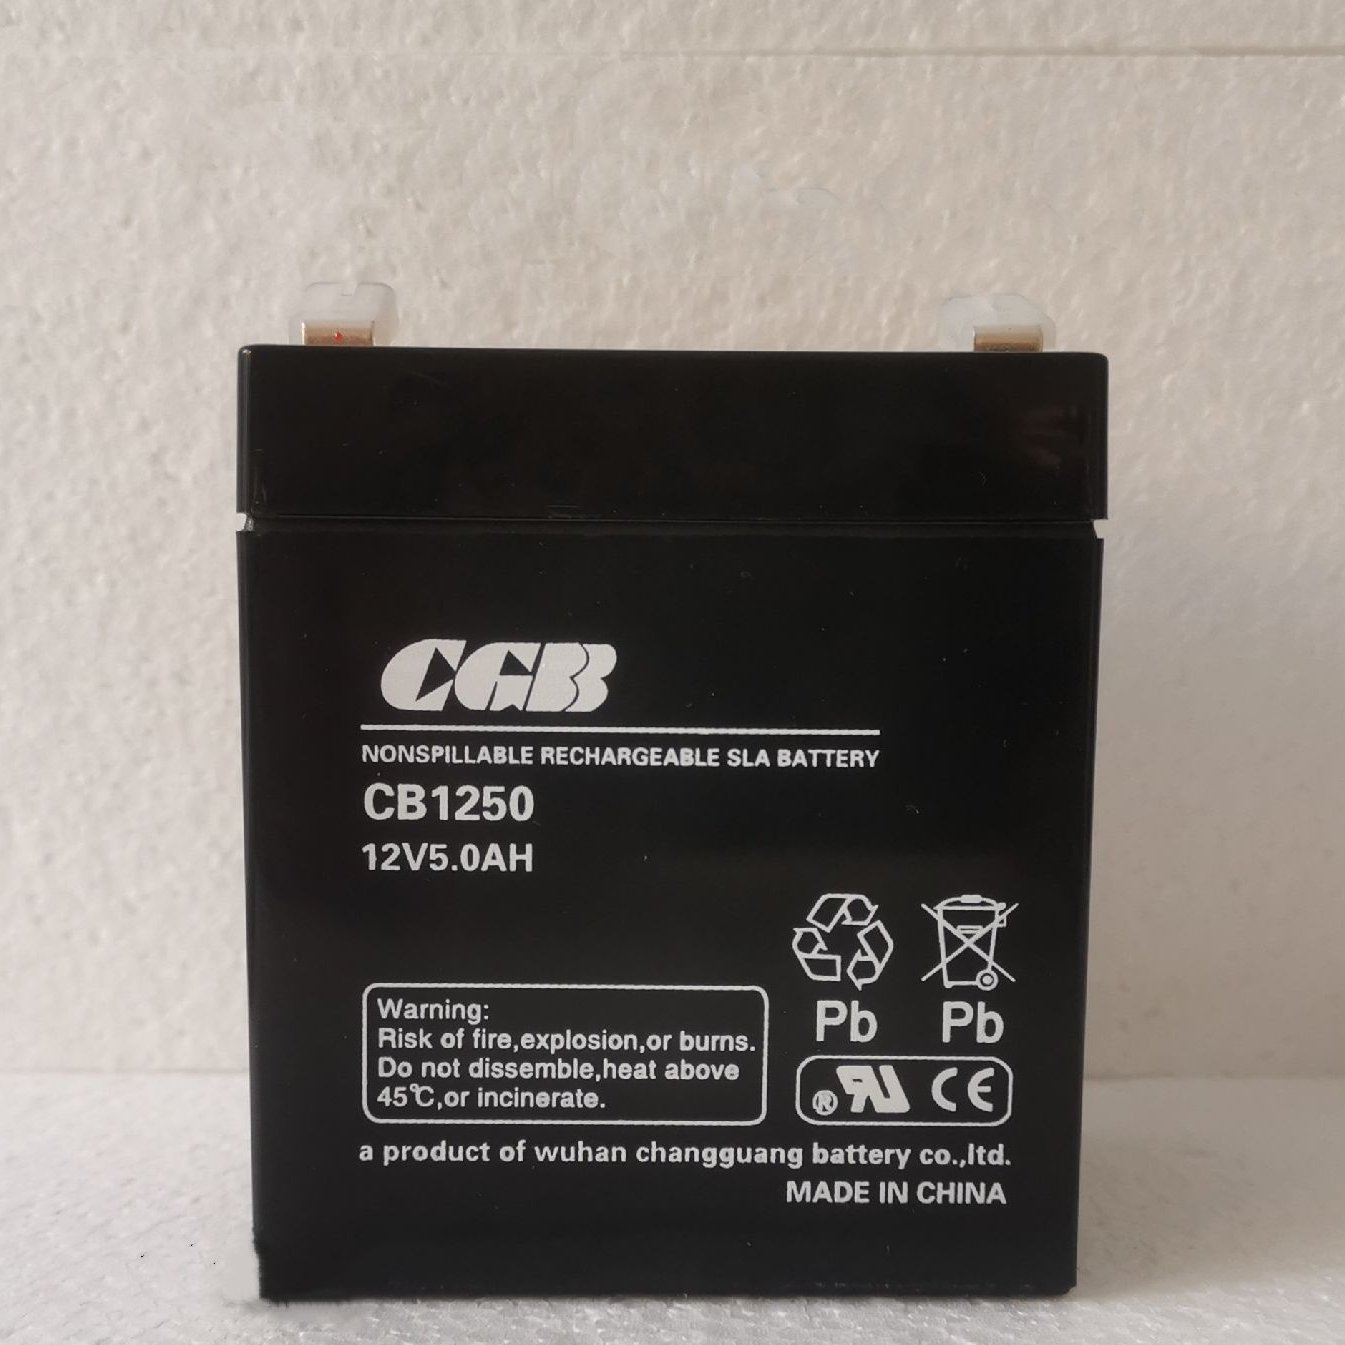 CGB
NONSPILLABLE RECHARGEABLE SLA BATTERY
CB1250
12V5.0AH
Warning:
Risk of fire,explosion,or burns.
Do not dissemble,heat above
45℃,or incinerate.
Pb Pb
® RU CE
a product of wuhan changguang battery co.,ltd.
MADE IN CHINA